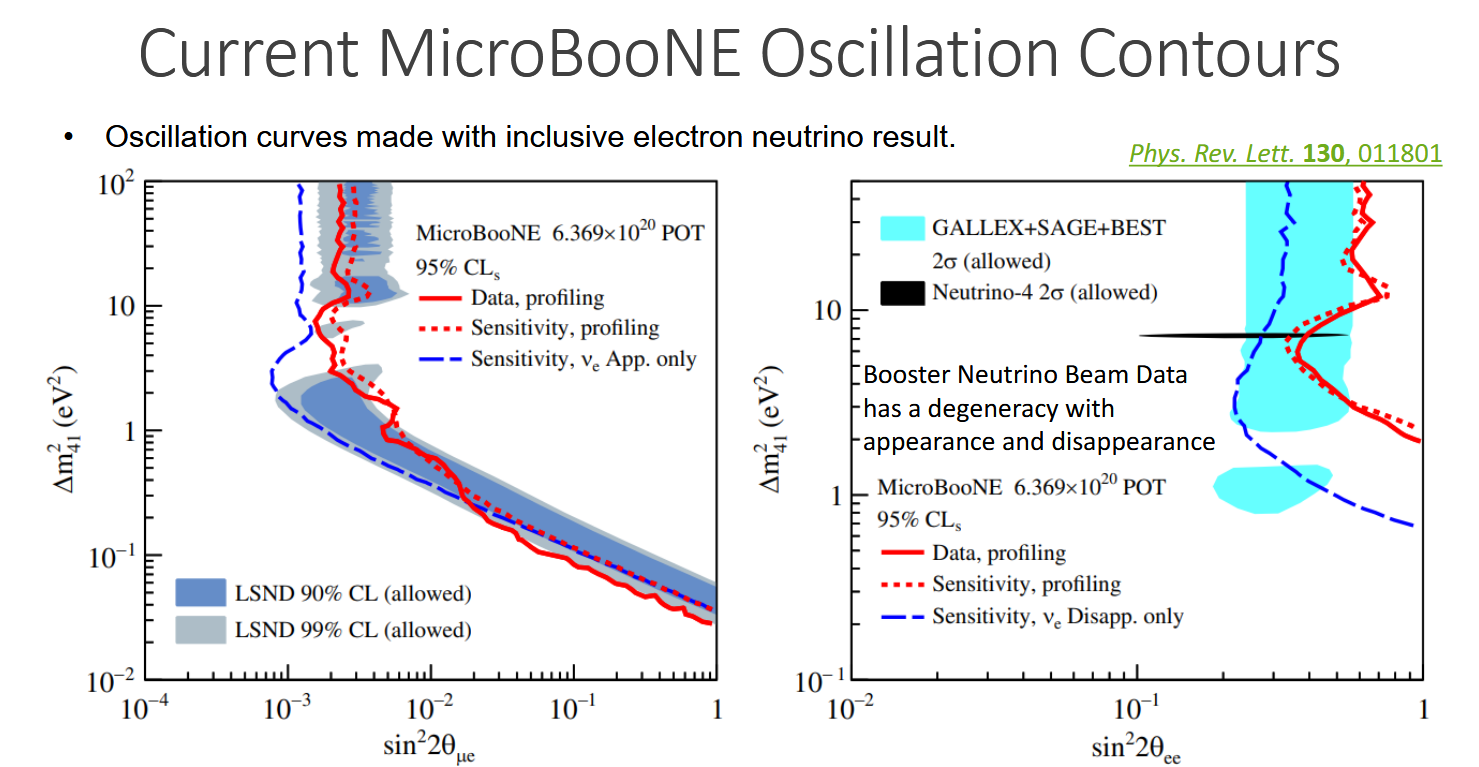 Current MicroBooNE Oscillation Contours
• Oscillation curves made with inclusive electron neutrino result.
Phys. Rev. Lett. 130, 011801
10²
10
1
10⁻¹
10⁻²
Δm²₄₁ (eV²)
MicroBooNE 6.369×10²⁰ POT
95% CLₛ
Data, profiling
Sensitivity, profiling
Sensitivity, νₑ App. only
LSND 90% CL (allowed)
LSND 99% CL (allowed)
10⁻⁴
10⁻³
10⁻²
10⁻¹
1
sin²2θμe
10
1
10⁻¹
Δm²₄₁ (eV²)
GALLEX+SAGE+BEST
2σ (allowed)
Neutrino-4 2σ (allowed)
Booster Neutrino Beam Data
has a degeneracy with
appearance and disappearance
MicroBooNE 6.369×10²⁰ POT
95% CLₛ
Data, profiling
Sensitivity, profiling
Sensitivity, νₑ Disapp. only
10⁻²
10⁻¹
1
sin²2θee